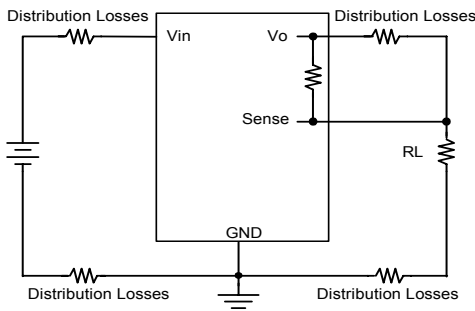 Distribution Losses
Distribution Losses
Vin
Vo
Sense
RL
GND
Distribution Losses
Distribution Losses